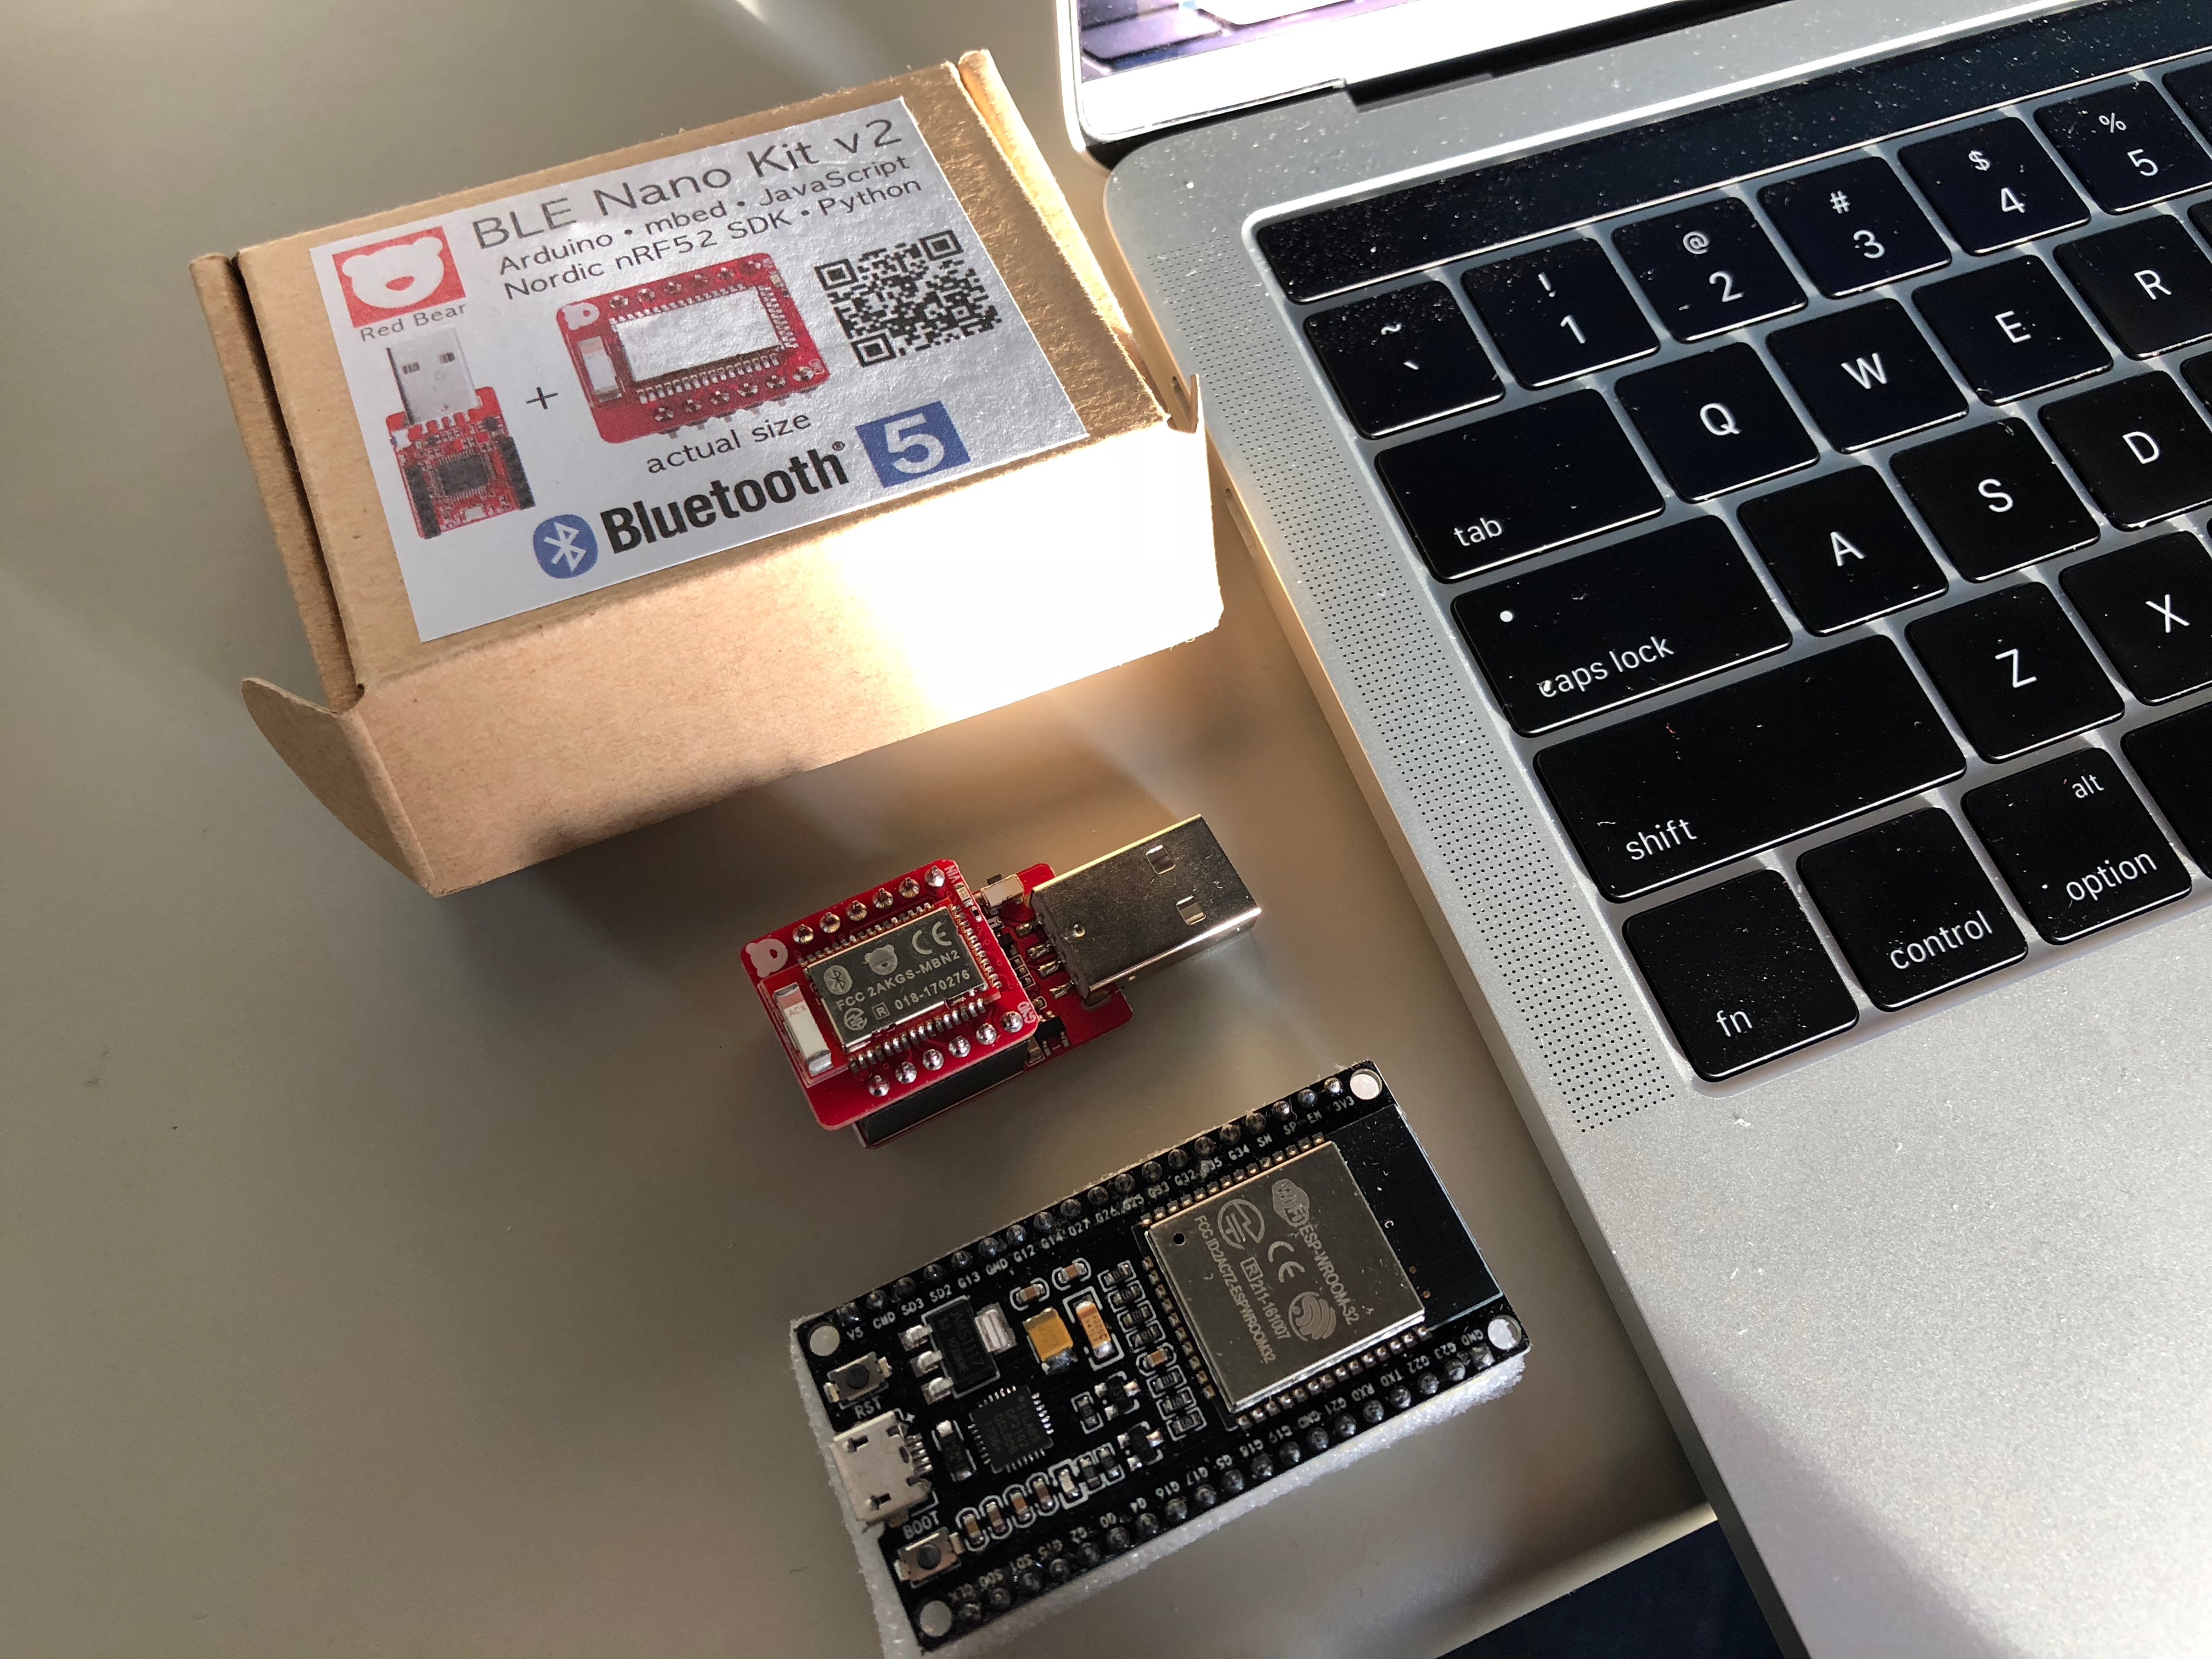 BLE Nano Kit v2
Arduino • mbed • JavaScript
Nordic nRF52 SDK • Python
Red Bear
+
actual size
Bluetooth® 5
VIN
CE
FCC 2AKGS-MBN2
R 018-170276
ACX
GND
3V3
EN
SP
SN
G34
G35
G32
G33
G25
G26
G27
G14
G12
GND
G13
SD2
SD3
CMD
V5
WiFi
ESP-WROOM-32
CE
R 211-161007
FCC ID:2AC7Z-ESPWROOM32
RST
BOOT
GND
G23
G22
TXD
RXD
G21
GND
G19
G18
G5
G17
G16
G4
G0
G2
G15
SD1
SD0
CLK
~ `
! 1
@ 2
# 3
$ 4
% 5
tab
Q
W
E
R
caps lock
A
S
D
shift
Z
X
fn
control
alt
option